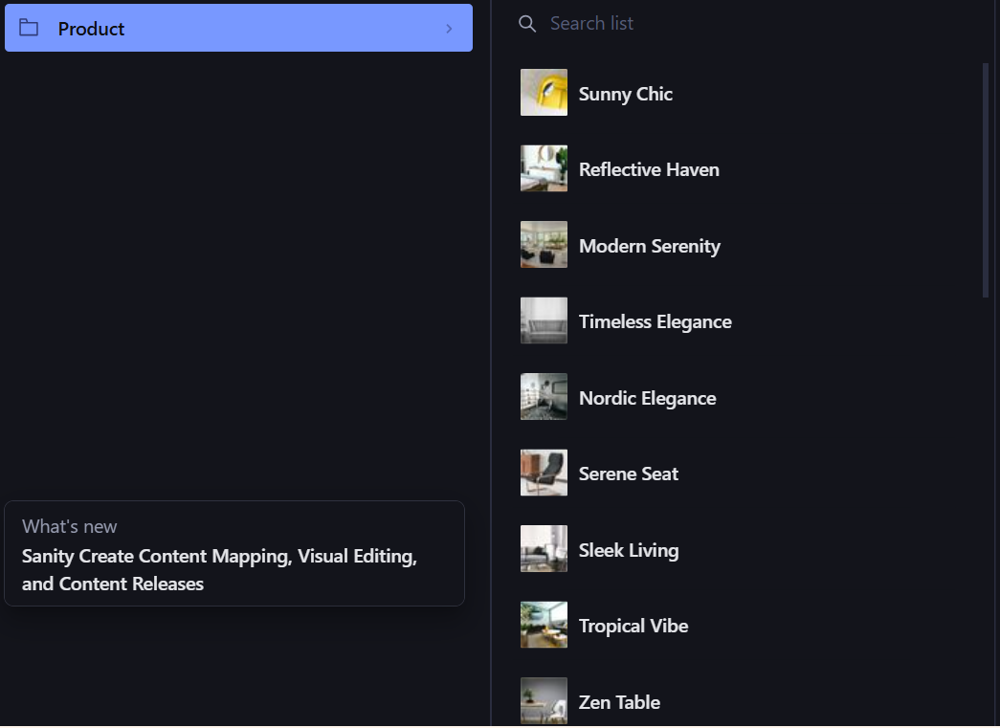 Product
Search list
Sunny Chic
Reflective Haven
Modern Serenity
Timeless Elegance
Nordic Elegance
Serene Seat
Sleek Living
Tropical Vibe
Zen Table
What's new
Sanity Create Content Mapping, Visual Editing,
and Content Releases